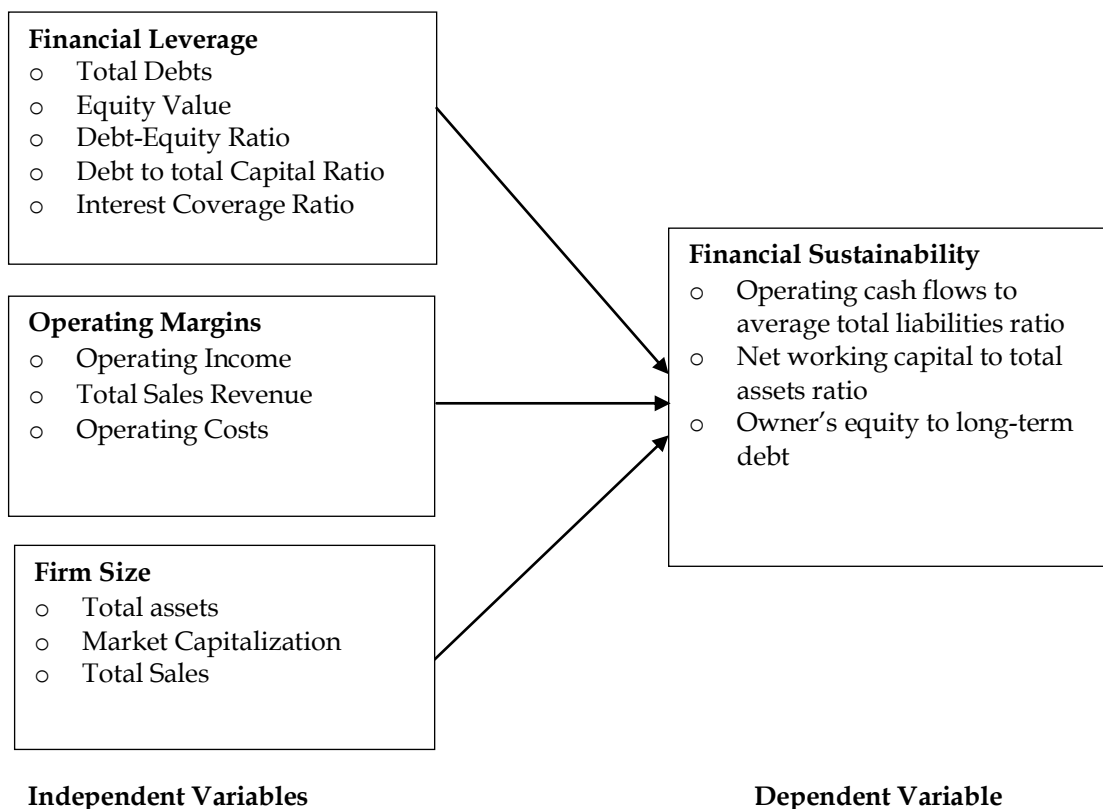 Financial Leverage
o Total Debts
o Equity Value
o Debt-Equity Ratio
o Debt to total Capital Ratio
o Interest Coverage Ratio
Operating Margins
o Operating Income
o Total Sales Revenue
o Operating Costs
Firm Size
o Total assets
o Market Capitalization
o Total Sales
Independent Variables
Financial Sustainability
o Operating cash flows to
average total liabilities ratio
o Net working capital to total
assets ratio
o Owner’s equity to long-term
debt
Dependent Variable